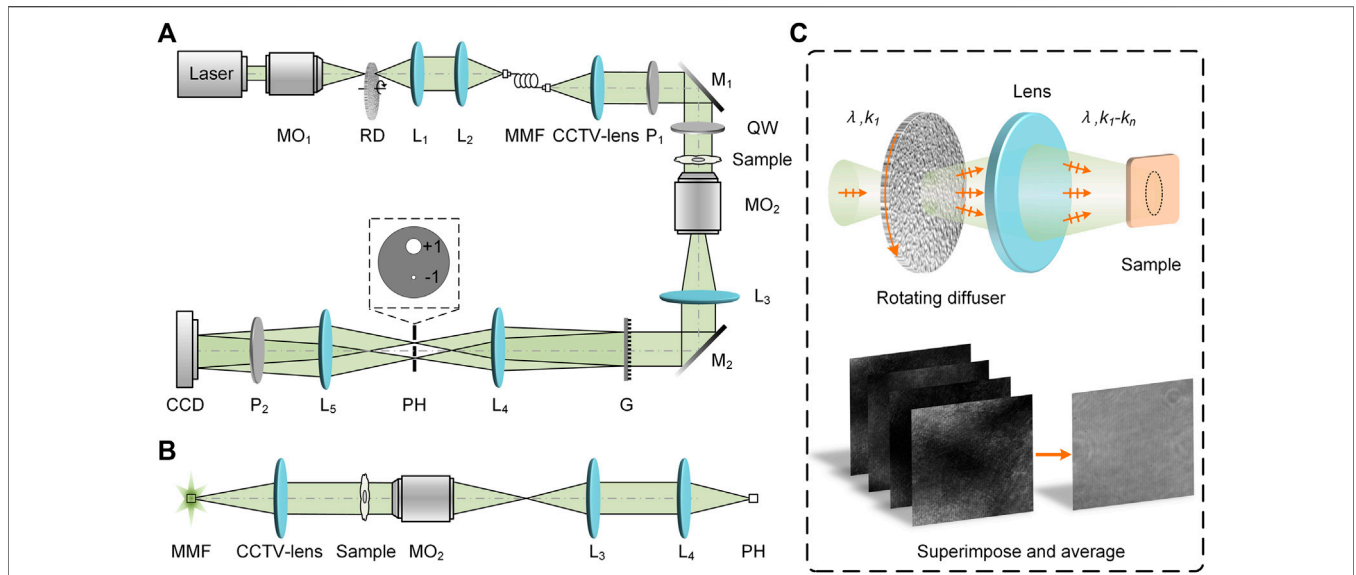 A
Laser
MO1
RD
L1
L2
MMF
CCTV-lens
P1
M1
QW
Sample
MO2
L3
M2
+1
-1
CCD
P2
L5
PH
L4
G
B
MMF
CCTV-lens
Sample
MO2
L3
L4
PH
C
λ,k1
Lens
λ,k1-kn
Rotating diffuser
Sample
Superimpose and average